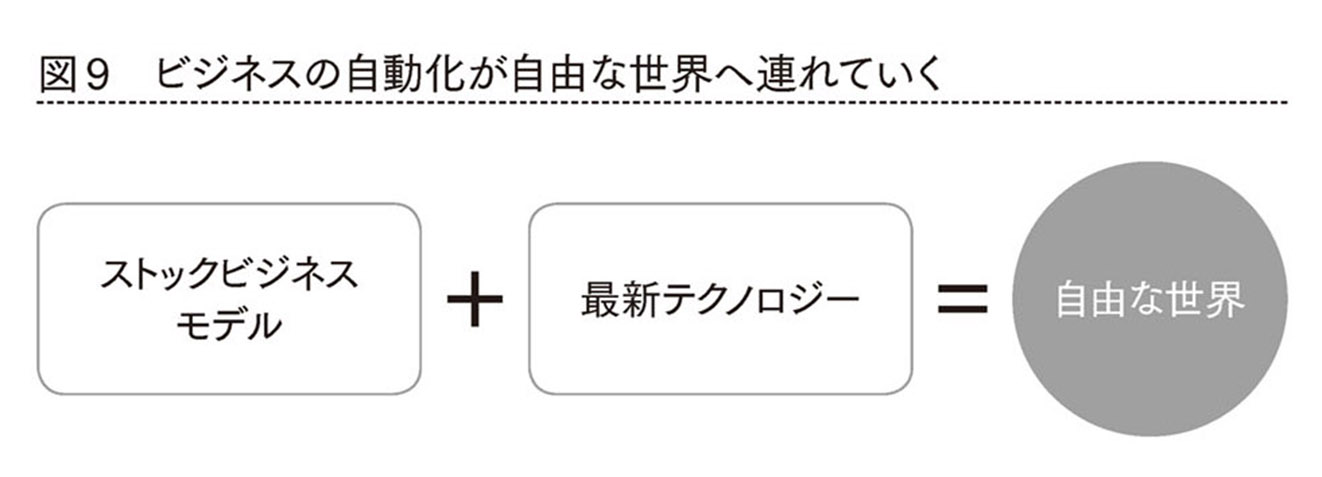 図9　ビジネスの自動化が自由な世界へ連れていく
ストックビジネス
モデル
+
最新テクノロジー
=
自由な世界